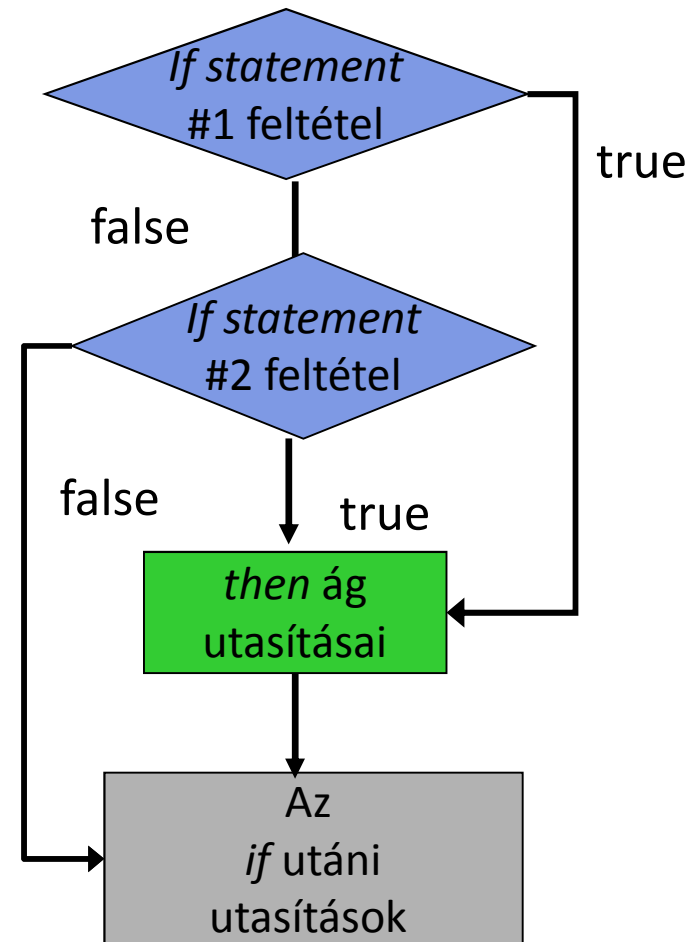 If statement
#1 feltétel
true
false
If statement
#2 feltétel
false
true
then ág
utasításai
Az
if utáni
utasítások